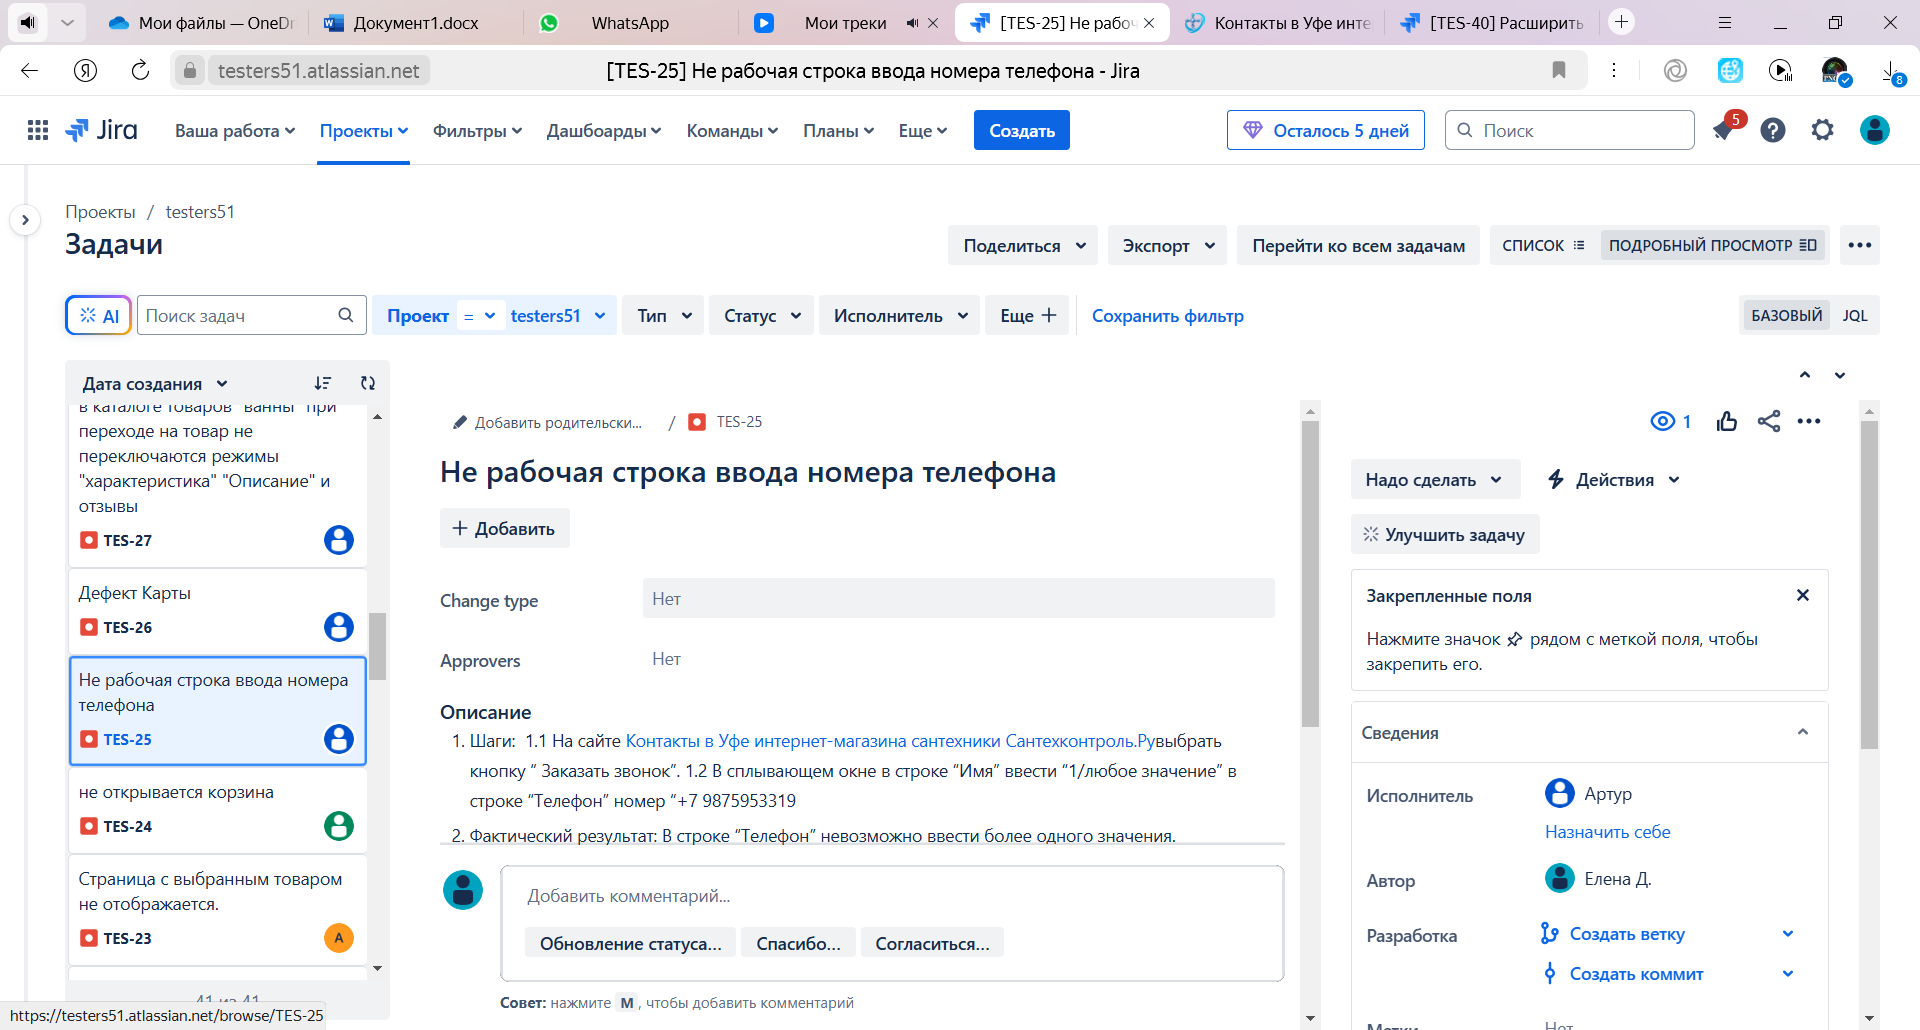 Мои файлы — OneDr
Документ1.docx
WhatsApp
Мои треки
[TES-25] Не рабоч
Контакты в Уфе инте
[TES-40] Расширить
testers51.atlassian.net
[TES-25] Не рабочая строка ввода номера телефона - Jira
8
Jira
Ваша работа
Проекты
Фильтры
Дашбоарды
Команды
Планы
Еще
Создать
Осталось 5 дней
Поиск
5
Проекты / testers51
Задачи
Поделиться
Экспорт
Перейти ко всем задачам
СПИСОК
ПОДРОБНЫЙ ПРОСМОТР
AI
Поиск задач
Проект = testers51
Тип
Статус
Исполнитель
Еще
Сохранить фильтр
БАЗОВЫЙ
JQL
Дата создания
в каталоге товаров "ванны" при
переходе на товар не
переключаются режимы
"характеристика" "Описание" и
отзывы
TES-27
Дефект Карты
TES-26
Не рабочая строка ввода номера
телефона
TES-25
не открывается корзина
TES-24
Страница с выбранным товаром
не отображается.
TES-23
A
41 из 41
https://testers51.atlassian.net/browse/TES-25
Добавить родительски... / TES-25
Не рабочая строка ввода номера телефона
Добавить
Change type
Нет
Approvers
Нет
Описание
1. Шаги: 1.1 На сайте Контакты в Уфе интернет-магазина сантехники Сантехконтроль.Рувыбрать
кнопку “ Заказать звонок”. 1.2 В сплывающем окне в строке “Имя” ввести “1/любое значение” в
строке “Телефон” номер “+7 9875953319
2. Фактический результат: В строке “Телефон” невозможно ввести более одного значения.
Добавить комментарий...
Обновление статуса...
Спасибо...
Согласиться...
Совет: нажмите M , чтобы добавить комментарий
1
Надо сделать
Действия
Улучшить задачу
Закрепленные поля
Нажмите значок рядом с меткой поля, чтобы
закрепить его.
Сведения
Исполнитель
Артур
Назначить себе
Автор
Елена Д.
Разработка
Создать ветку
Создать коммит
Метки
Нет